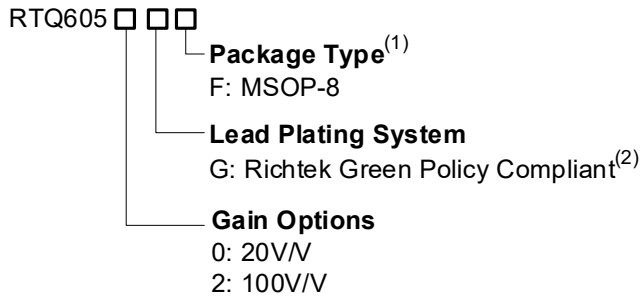 RTQ605□ □□
Package Type(1)
F: MSOP-8
Lead Plating System
G: Richtek Green Policy Compliant(2)
Gain Options
0: 20V/V
2: 100V/V